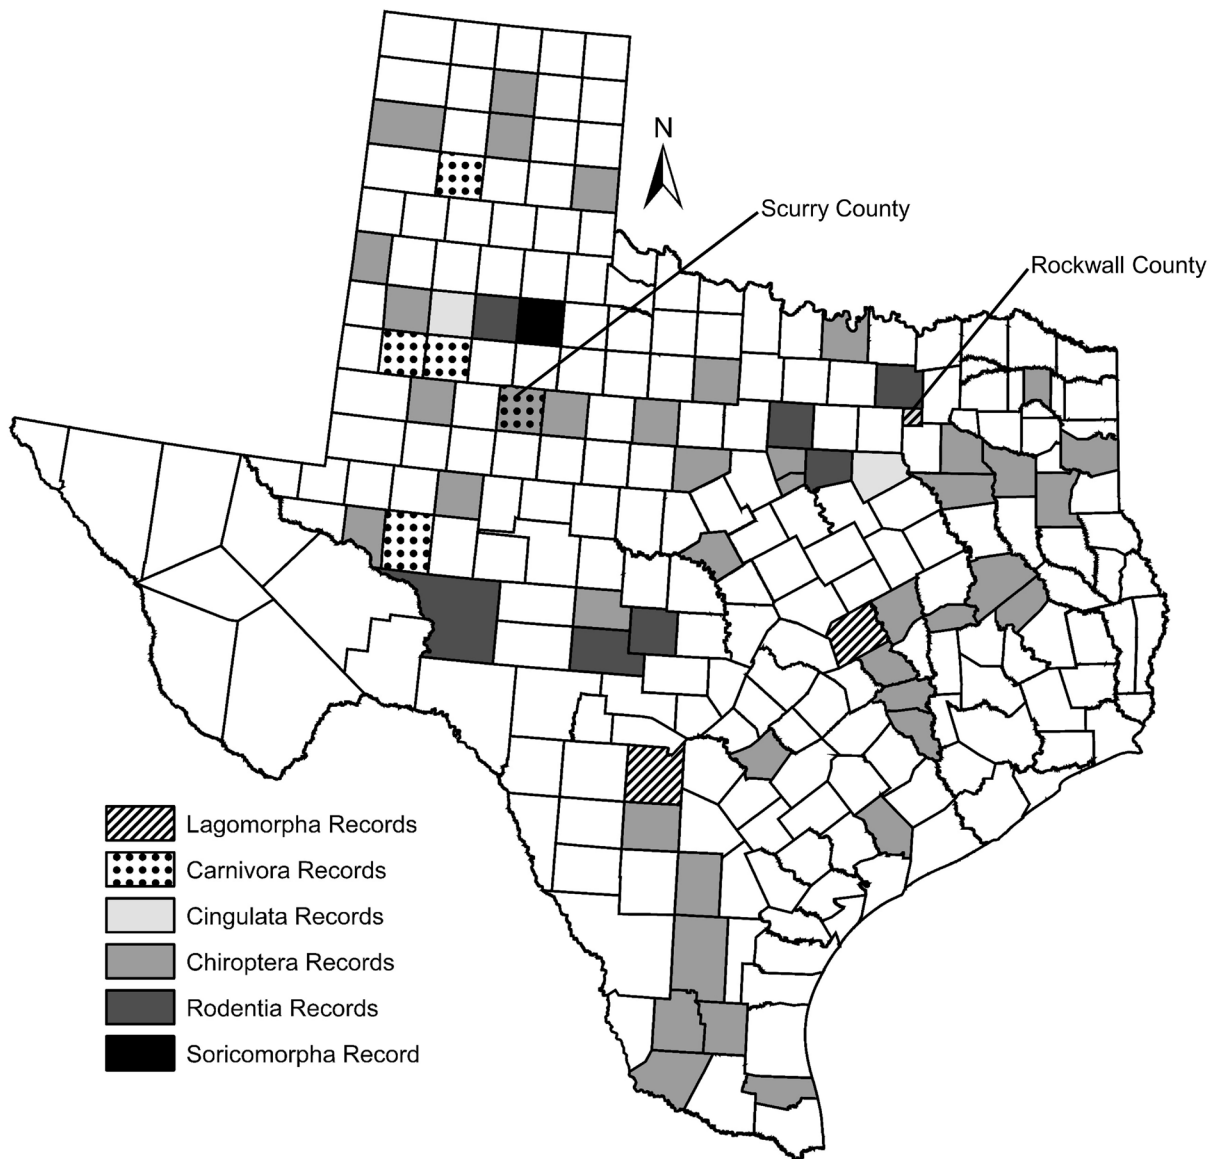 N
Scurry County
Rockwall County
Lagomorpha Records
Carnivora Records
Cingulata Records
Chiroptera Records
Rodentia Records
Soricomorpha Record